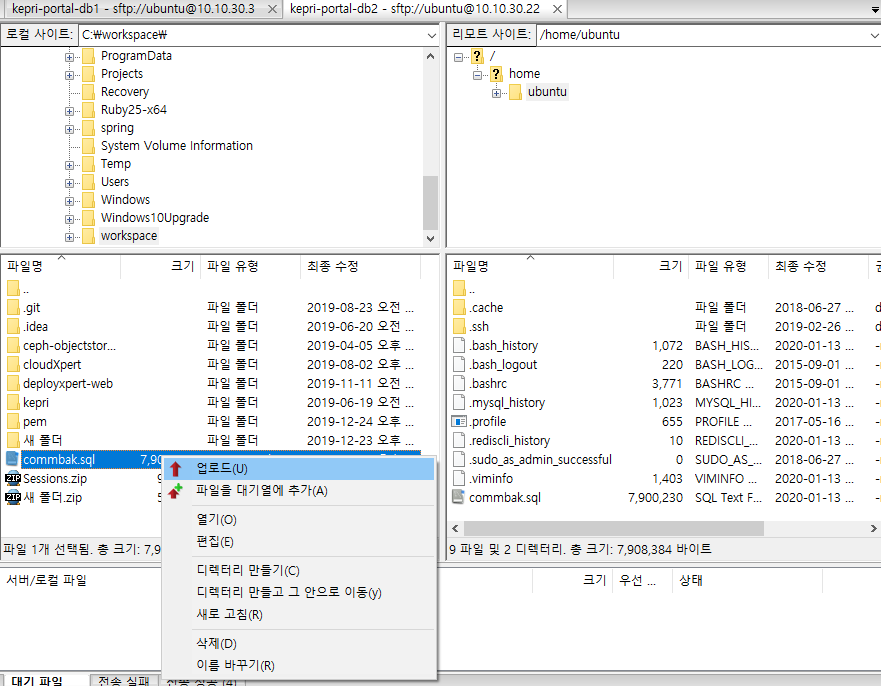 kepri-portal-db1 - sftp://ubuntu@10.10.30.3 × kepri-portal-db2 - sftp://ubuntu@10.10.30.22 ×
로컬 사이트: C:₩workspace₩
리모트 사이트: /home/ubuntu
ProgramData
Projects
Recovery
Ruby25-x64
spring
System Volume Information
Temp
Users
Windows
Windows10Upgrade
workspace
/
home
ubuntu
파일명 크기 파일 유형 최종 수정
..
.git 파일 폴더 2019-08-23 오전 ...
.idea 파일 폴더 2019-06-20 오전 ...
ceph-objectstor... 파일 폴더 2019-04-05 오후 ...
cloudXpert 파일 폴더 2019-08-02 오후 ...
deployxpert-web 파일 폴더 2019-11-11 오전 ...
kepri 파일 폴더 2019-06-19 오전 ...
pem 파일 폴더 2019-12-24 오후 ...
새 폴더 파일 폴더 2019-12-23 오후 ...
commbak.sql 7,90
Sessions.zip
새 폴더.zip
파일 1개 선택됨. 총 크기: 7,9
업로드(U)
파일을 대기열에 추가(A)
열기(O)
편집(E)
디렉터리 만들기(C)
디렉터리 만들고 그 안으로 이동(y)
새로 고침(R)
삭제(D)
이름 바꾸기(R)
파일명 크기 파일 유형 최종 수정
..
.cache 파일 폴더 2018-06-27 ...
.ssh 파일 폴더 2019-02-26 ...
.bash_history 1,072 BASH_HIS... 2020-01-13 ...
.bash_logout 220 BASH_LOG... 2015-09-01 ...
.bashrc 3,771 BASHRC ... 2015-09-01 ...
.mysql_history 1,023 MYSQL_HI... 2020-01-13 ...
.profile 655 PROFILE ... 2017-05-16 ...
.rediscli_history 10 REDISCLI_... 2020-01-13 ...
.sudo_as_admin_successful 0 SUDO_AS_... 2018-06-27 ...
.viminfo 1,403 VIMINFO ... 2020-01-13 ...
commbak.sql 7,900,230 SQL Text F... 2020-01-13 ...
9 파일 및 2 디렉터리. 총 크기: 7,908,384 바이트
서버/로컬 파일 크기 우선 ... 상태
대기 파일 전송 실패 전송 성공 (4)